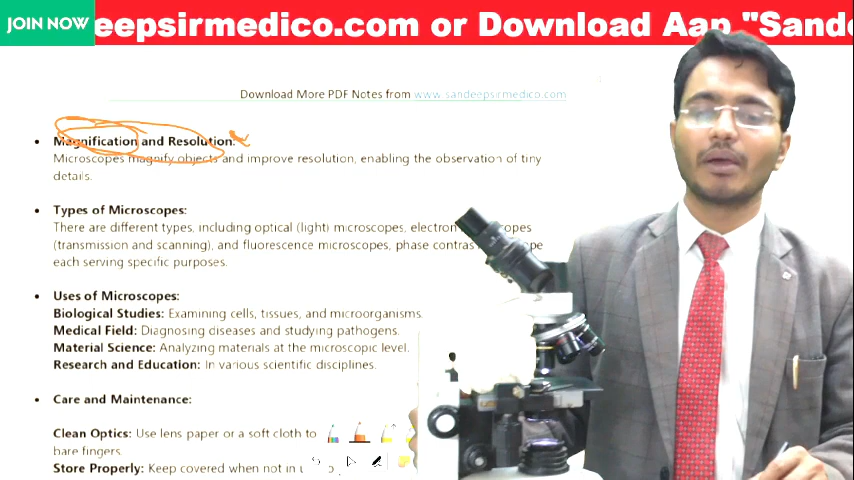 JOIN NOW
eepsirmedico.com or Download Aap "Sande
Download More PDF Notes from www.sandeepsirmedico.com
Magnification and Resolution:
Microscopes magnify objects and improve resolution, enabling the observation of tiny
details.
Types of Microscopes:
There are different types, including optical (light) microscopes, electron
(transmission and scanning), and fluorescence microscopes, phase
each serving specific purposes.
Uses of Microscopes:
Biological Studies: Examining cells, tissues, and microorganisms.
Medical Field: Diagnosing diseases and studying pathogens.
Material Science: Analyzing materials at the microscopic level.
Research and Education: In various scientific disciplines.
Care and Maintenance:
Clean Optics: Use lens paper or a soft cloth to
bare fingers.
Store Properly: Keep covered when not in